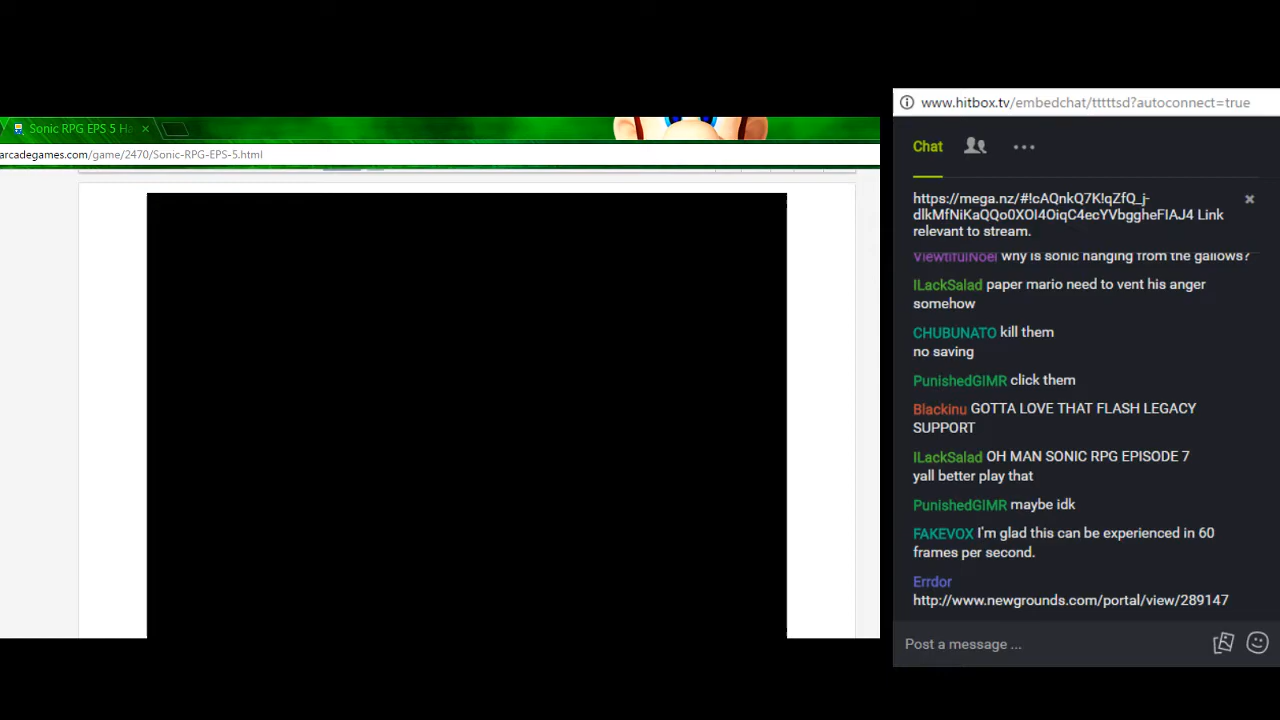 Sonic RPG EPS 5 Ha
arcadegames.com/game/2470/Sonic-RPG-EPS-5.html
www.hitbox.tv/embedchat/tttttsd?autoconnect=true
Chat
https://mega.nz/#!cAQnkQ7K!qZfQ_j-
dlkMfNiKaQQo0XOI4OiqC4ecYVbggheFIAJ4 Link
relevant to stream.
ViewtifulNoel why is sonic hanging from the gallows?
ILackSalad paper mario need to vent his anger
somehow
CHUBUNATO kill them
no saving
PunishedGIMR click them
Blackinu GOTTA LOVE THAT FLASH LEGACY
SUPPORT
ILackSalad OH MAN SONIC RPG EPISODE 7
yall better play that
PunishedGIMR maybe idk
FAKEVOX I'm glad this can be experienced in 60
frames per second.
Errdor
http://www.newgrounds.com/portal/view/289147
Post a message ...